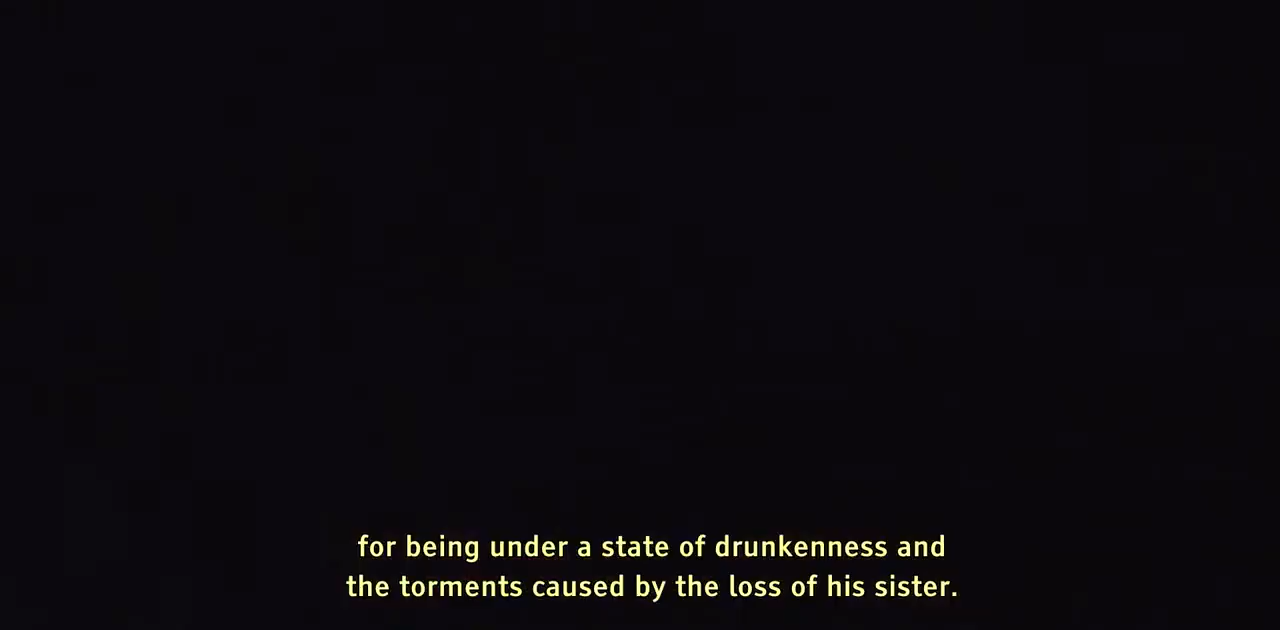 for being under a state of drunkenness and
the torments caused by the loss of his sister.